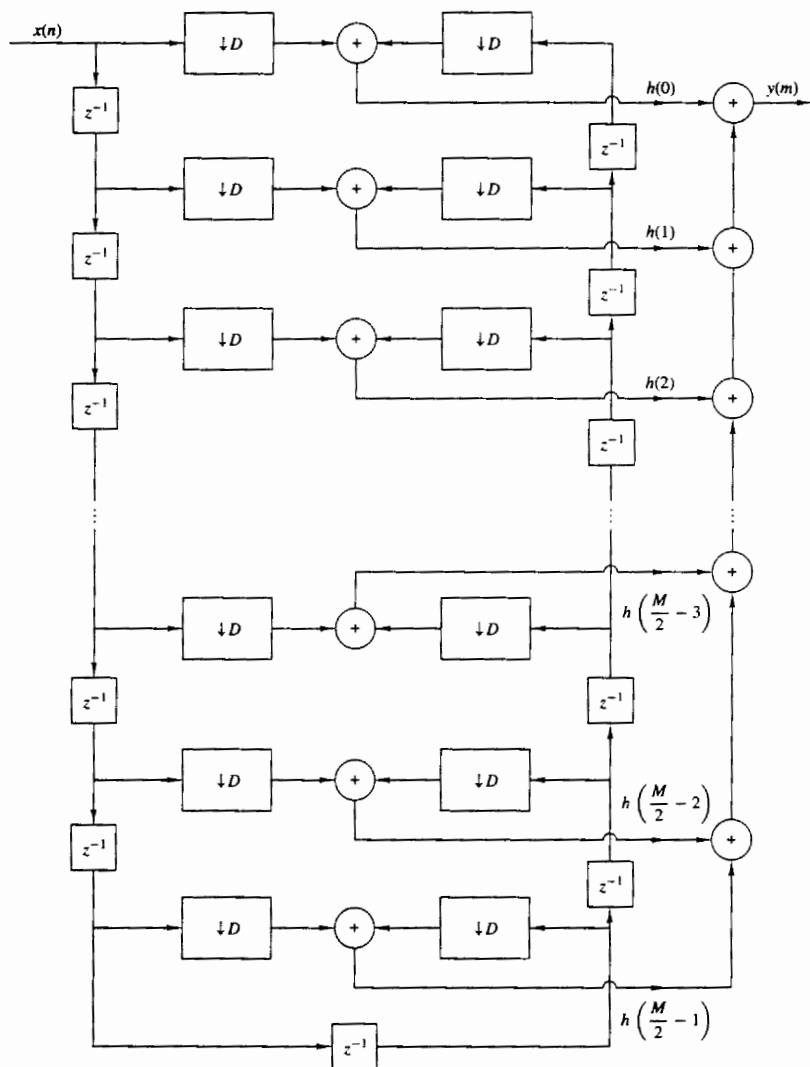 x(n)
↓D
+
↓D
h(0)
+
y(m)
z⁻¹
z⁻¹
↓D
+
↓D
h(1)
+
z⁻¹
z⁻¹
↓D
+
↓D
h(2)
+
z⁻¹
z⁻¹
...
...
...
+
↓D
+
↓D
h(M/2 − 3)
z⁻¹
z⁻¹
↓D
+
↓D
h(M/2 − 2)
+
z⁻¹
z⁻¹
↓D
+
↓D
h(M/2 − 1)
z⁻¹